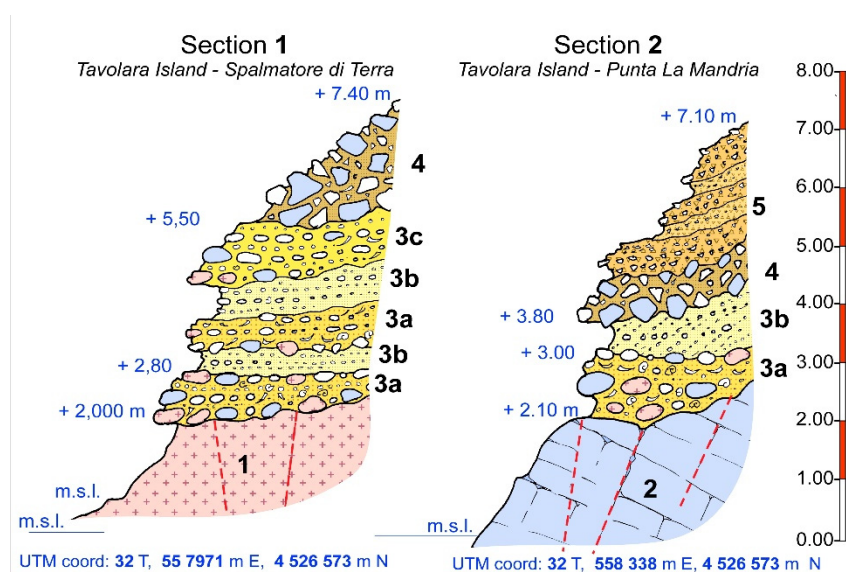 Section 1
Tavolara Island - Spalmatore di Terra
+ 7.40 m
4
+ 5,50
3c
3b
3a
+ 2,80
3b
3a
+ 2,000 m
1
m.s.l.
m.s.l.
UTM coord: 32 T, 55 7971 m E, 4 526 573 m N
Section 2
Tavolara Island - Punta La Mandria
+ 7.10 m
5
4
+ 3.80
3b
+ 3.00
3a
+ 2.10 m
2
m.s.l.
UTM coord: 32 T, 558 338 m E, 4 526 573 m N
8.00
7.00
6.00
5.00
4.00
3.00
2.00
1.00
0.00